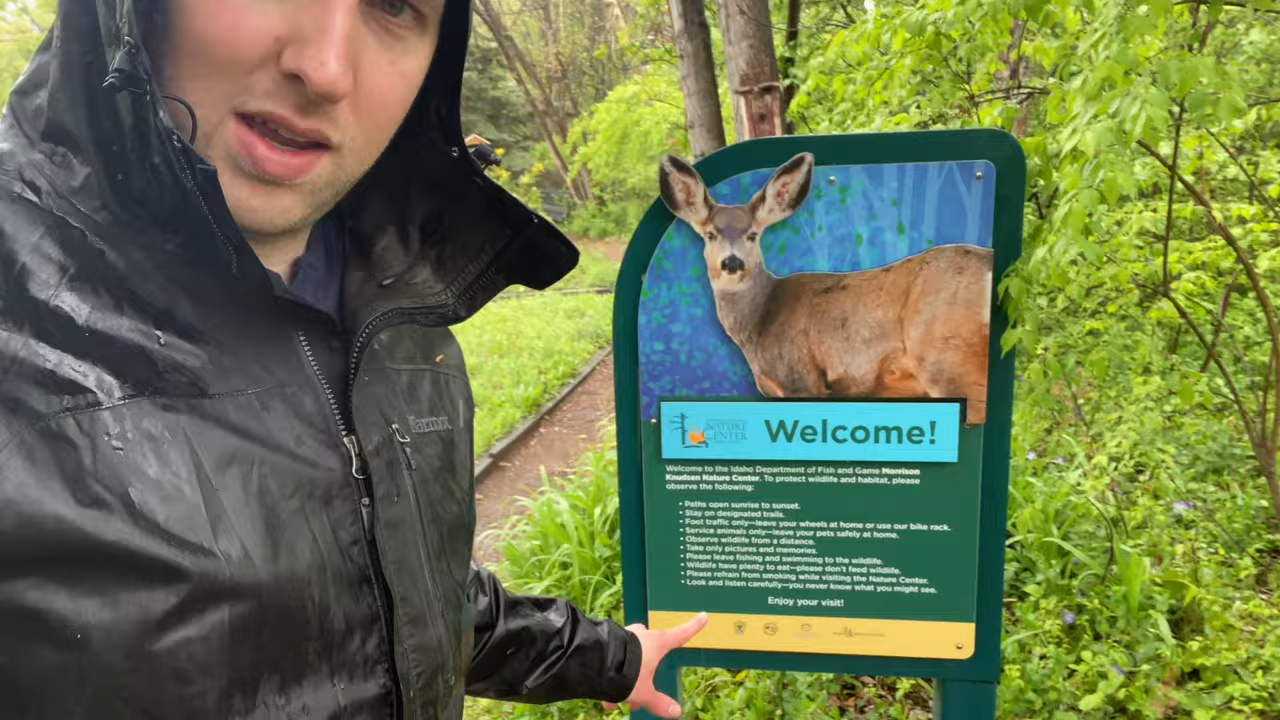 Marmot
NATURE
CENTER
Welcome!
Welcome to the Idaho Department of Fish and Game Morrison
Knudsen Nature Center. To protect wildlife and habitat, please
observe the following:
• Paths open sunrise to sunset.
• Stay on designated trails.
• Foot traffic only—leave your wheels at home or use our bike rack.
• Service animals only—leave your pets safely at home.
• Observe wildlife from a distance.
• Take only pictures and memories.
• Please leave fishing and swimming to the wildlife.
• Wildlife have plenty to eat—please don't feed wildlife.
• Please refrain from smoking while visiting the Nature Center.
• Look and listen carefully—you never know what you might see.
Enjoy your visit!